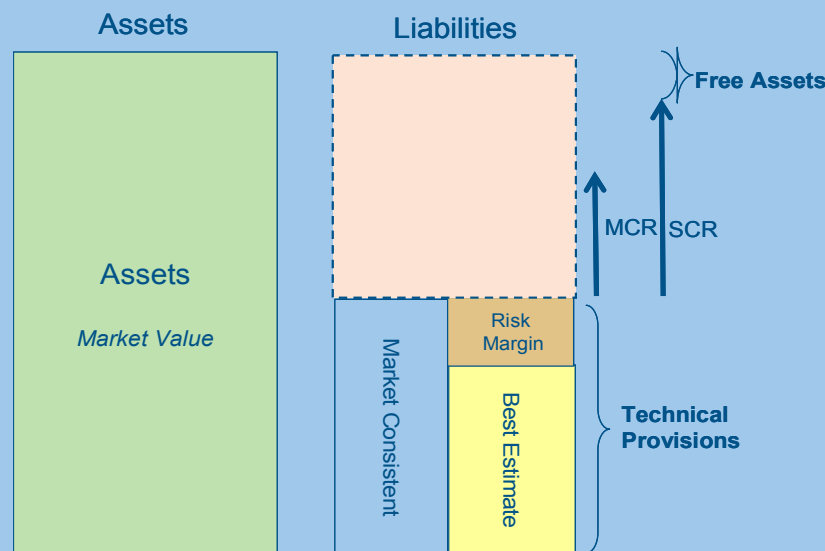 Assets
Liabilities
Free Assets
MCR
SCR
Assets
Market Value
Risk
Margin
Market Consistent
Best Estimate
Technical
Provisions